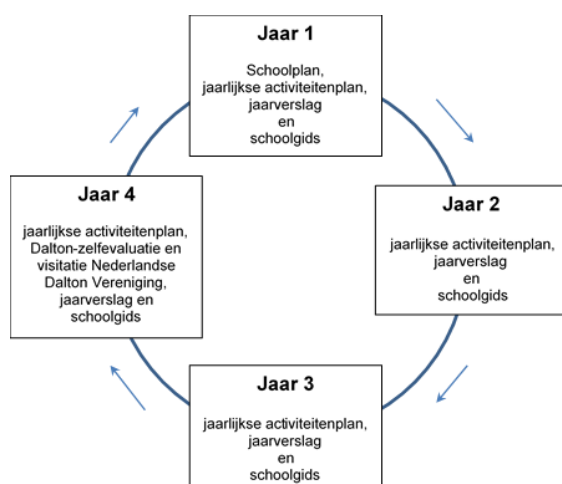 Jaar 1
Schoolplan,
jaarlijkse activiteitenplan,
jaarverslag
en
schoolgids
Jaar 2
jaarlijkse activiteitenplan,
jaarverslag
en
schoolgids
Jaar 3
jaarlijkse activiteitenplan,
jaarverslag
en
schoolgids
Jaar 4
jaarlijkse activiteitenplan,
Dalton-zelfevaluatie en
visitatie Nederlandse
Dalton Vereniging,
jaarverslag en
schoolgids